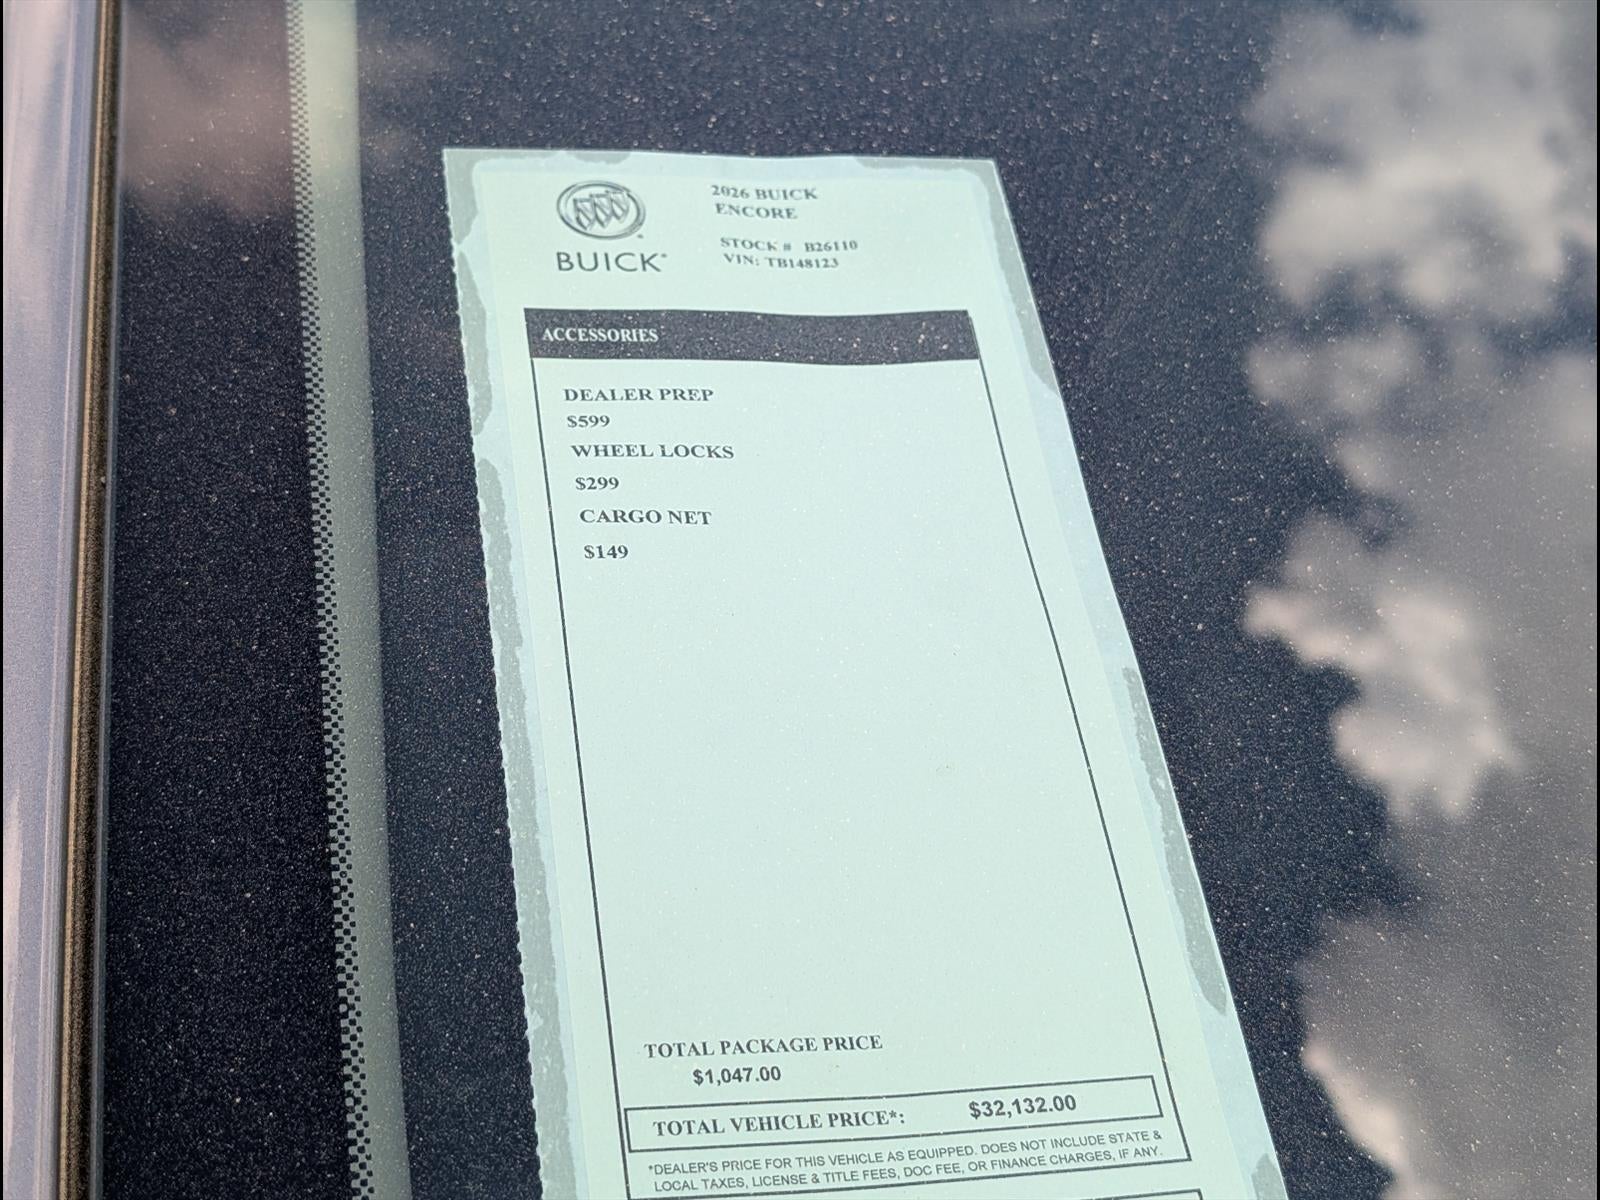 BUICK
2026 BUICK
ENCORE
STOCK # B26110
VIN: TB148123
ACCESSORIES
DEALER PREP
$599
WHEEL LOCKS
$299
CARGO NET
$149
TOTAL PACKAGE PRICE
$1,047.00
TOTAL VEHICLE PRICE*: $32,132.00
*DEALER'S PRICE FOR THIS VEHICLE AS EQUIPPED. DOES NOT INCLUDE STATE &
LOCAL TAXES, LICENSE & TITLE FEES, DOC FEE, OR FINANCE CHARGES, IF ANY.